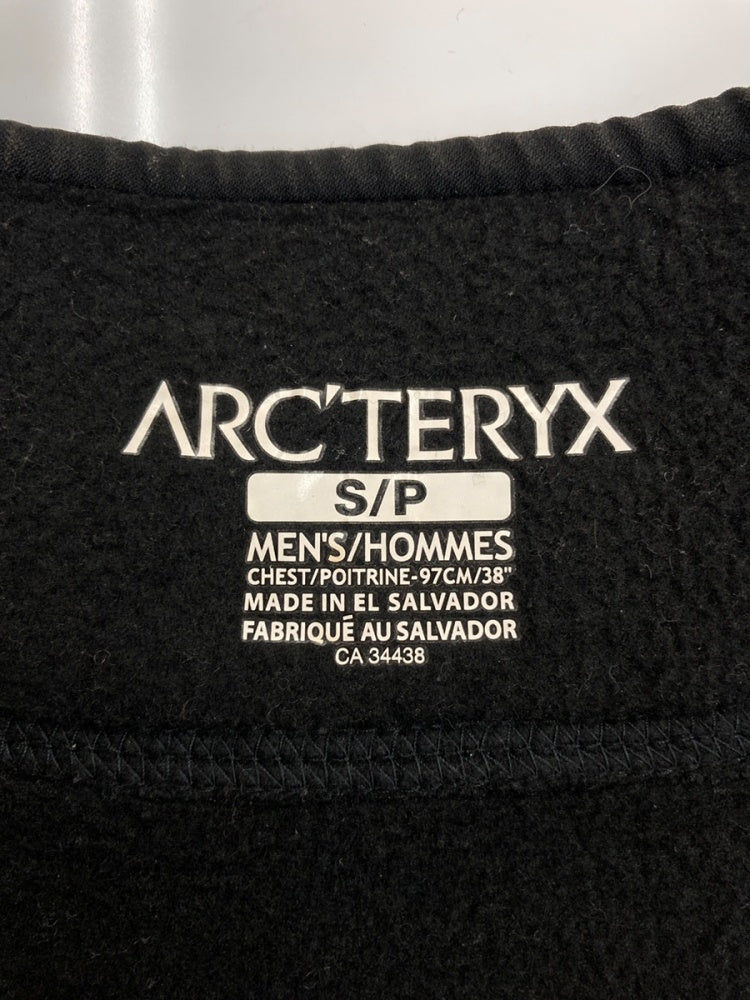 ARC'TERYX
S/P
MEN'S/HOMMES
CHEST/POITRINE-97CM/38"
MADE IN EL SALVADOR
FABRIQUÉ AU SALVADOR
CA 34438